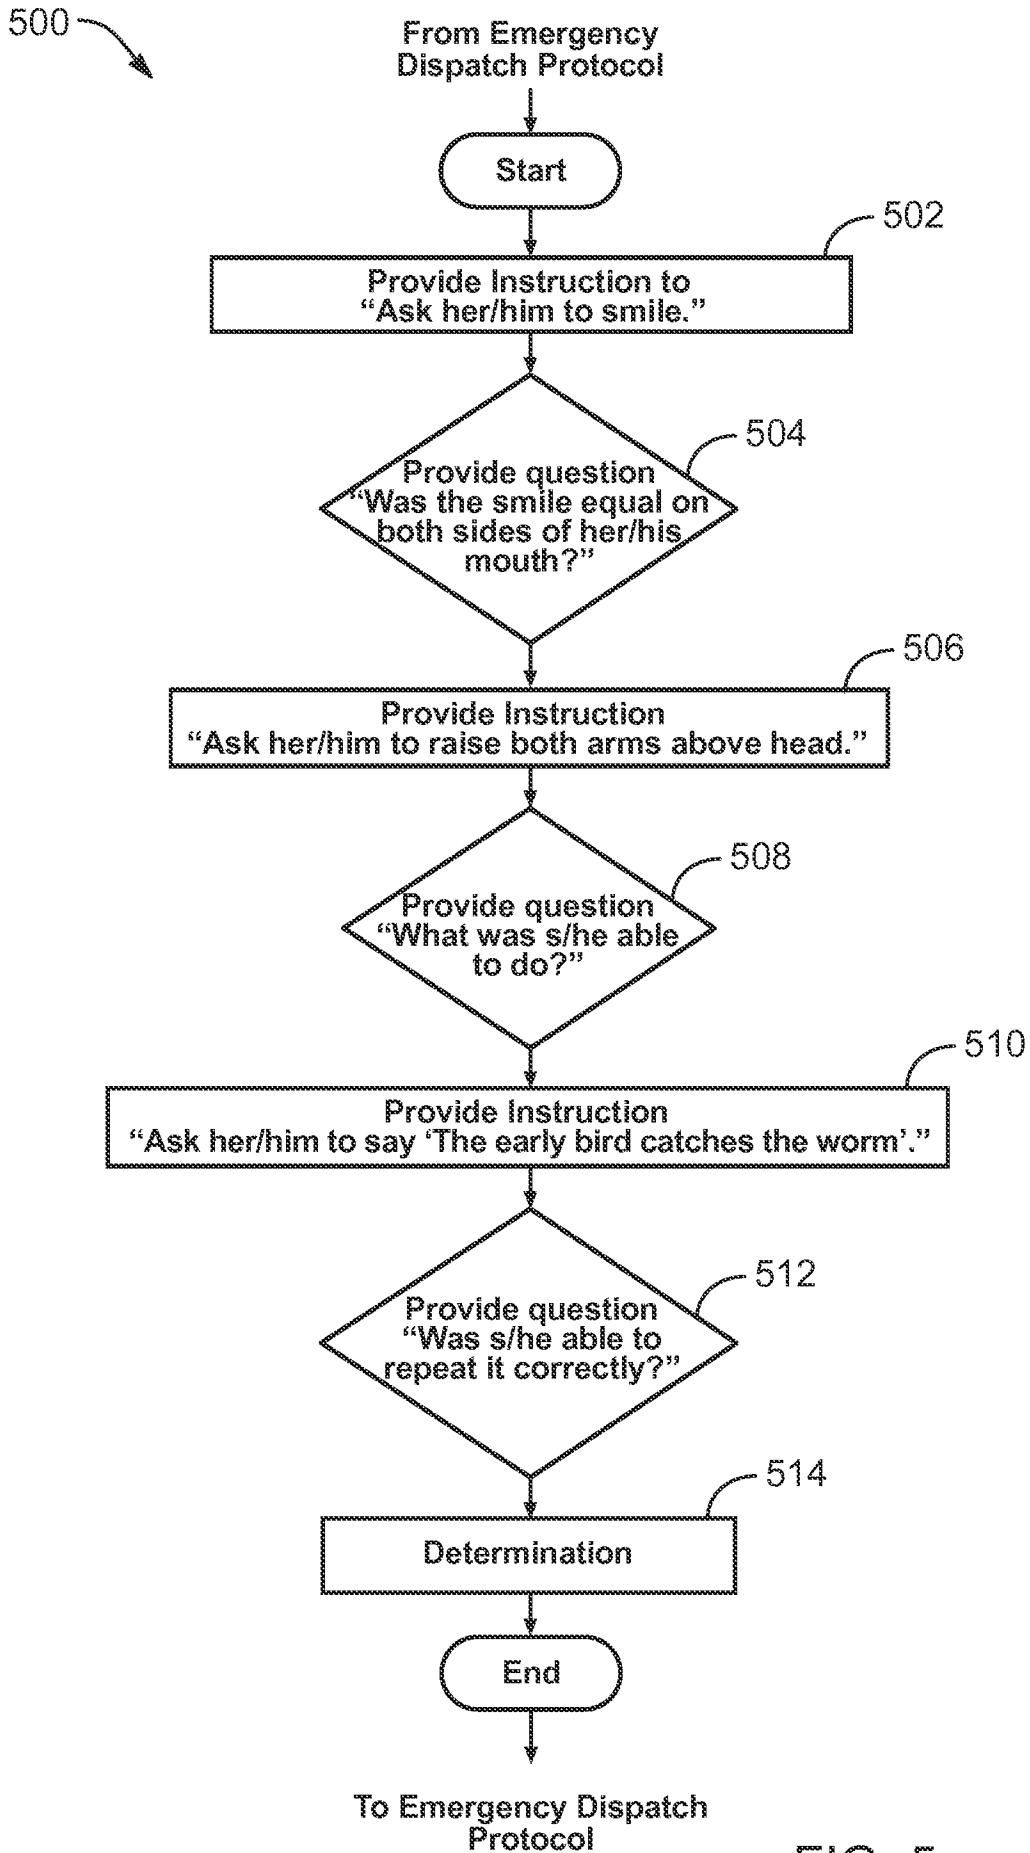 500
From Emergency
Dispatch Protocol
Start
502
Provide Instruction to
“Ask her/him to smile.”
504
Provide question
“Was the smile equal on
both sides of her/his
mouth?”
506
Provide Instruction
“Ask her/him to raise both arms above head.”
508
Provide question
“What was s/he able
to do?”
510
Provide Instruction
“Ask her/him to say ‘The early bird catches the worm’.”
512
Provide question
“Was s/he able to
repeat it correctly?”
514
Determination
End
To Emergency Dispatch
Protocol